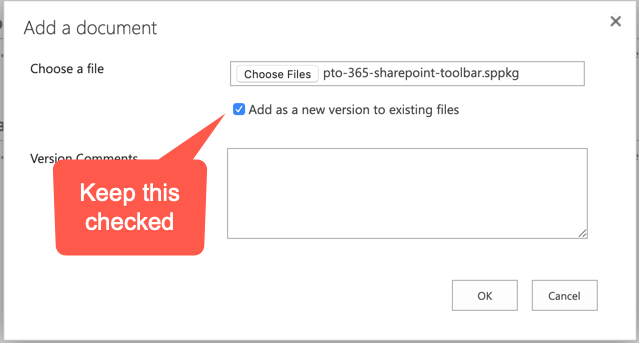 Add a document
Choose a file
Choose Files pto-365-sharepoint-toolbar.sppkg
Add as a new version to existing files
Version Comments
Keep this
checked
OK
Cancel